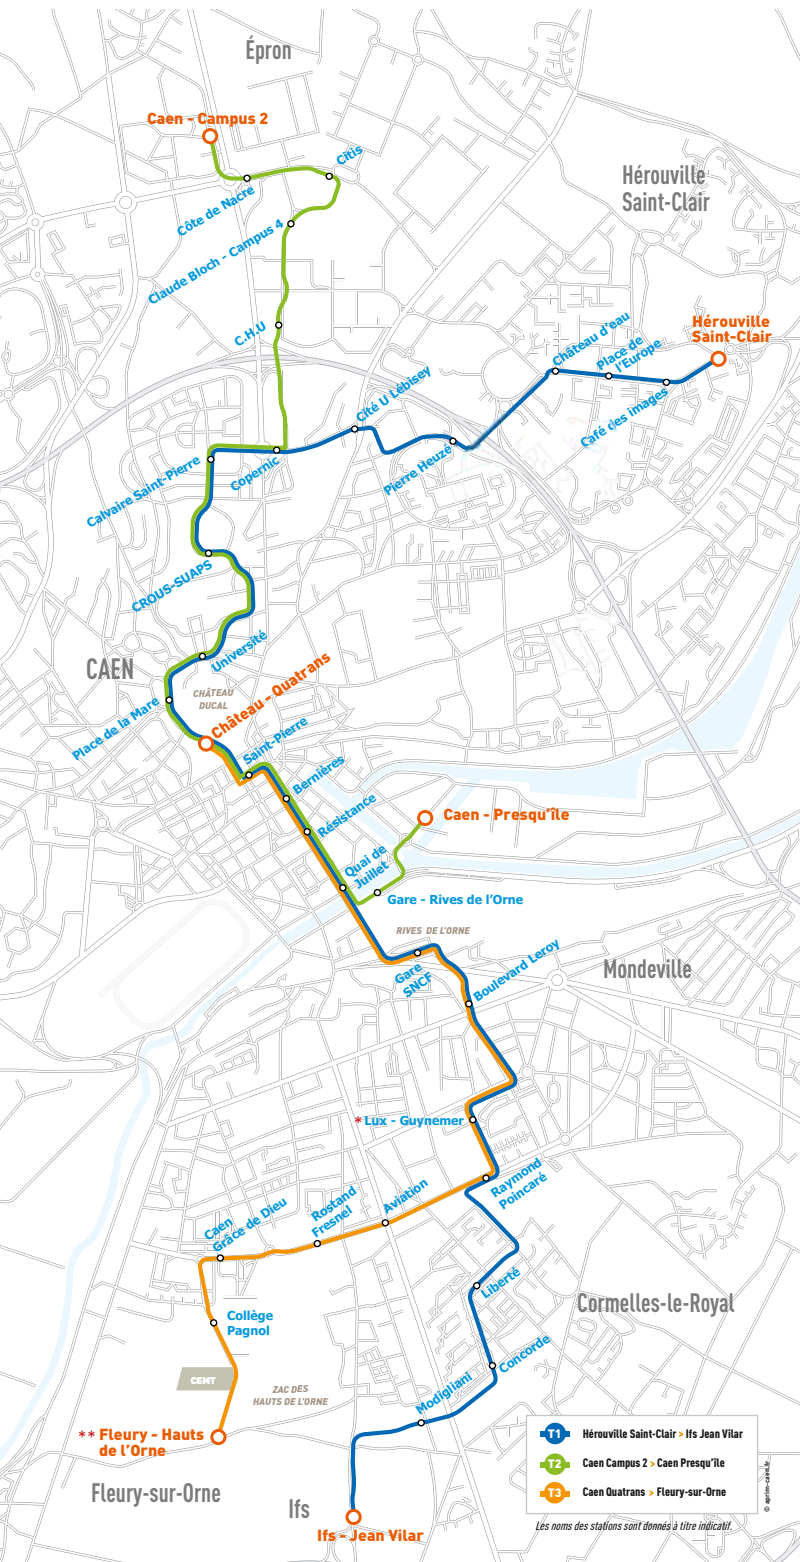 Épron
Caen - Campus 2
Citis
Côte de Nacre
Hérouville
Saint-Clair
Claude Bloch - Campus 4
C.H.U
Hérouville
Saint-Clair
Château d'eau
Place de
l'Europe
Café des images
Cité U Lébisey
Pierre Heuzé
Copernic
Calvaire Saint-Pierre
CROUS-SUAPS
Université
CAEN
CHÂTEAU
DUCAL
Château - Quatrans
Place de la Mare
Saint-Pierre
Bernières
Résistance
Caen - Presqu'île
Quai de
Juillet
Gare - Rives de l'Orne
RIVES DE L'ORNE
Gare
SNCF
Boulevard Leroy
Mondeville
* Lux - Guynemer
Raymond
Poincaré
Aviation
Rostand
Fresnel
Caen
Grâce de Dieu
Liberté
Cormelles-le-Royal
Collège
Pagnol
Concorde
CEMT
ZAC DES
HAUTS DE L'ORNE
Modigliani
** Fleury - Hauts
de l'Orne
Fleury-sur-Orne
Ifs
Ifs - Jean Vilar
T1 Hérouville Saint-Clair > Ifs Jean Vilar
T2 Caen Campus 2 > Caen Presqu'île
T3 Caen Quatrans > Fleury-sur-Orne
© aprim-caen.fr
Les noms des stations sont donnés à titre indicatif.